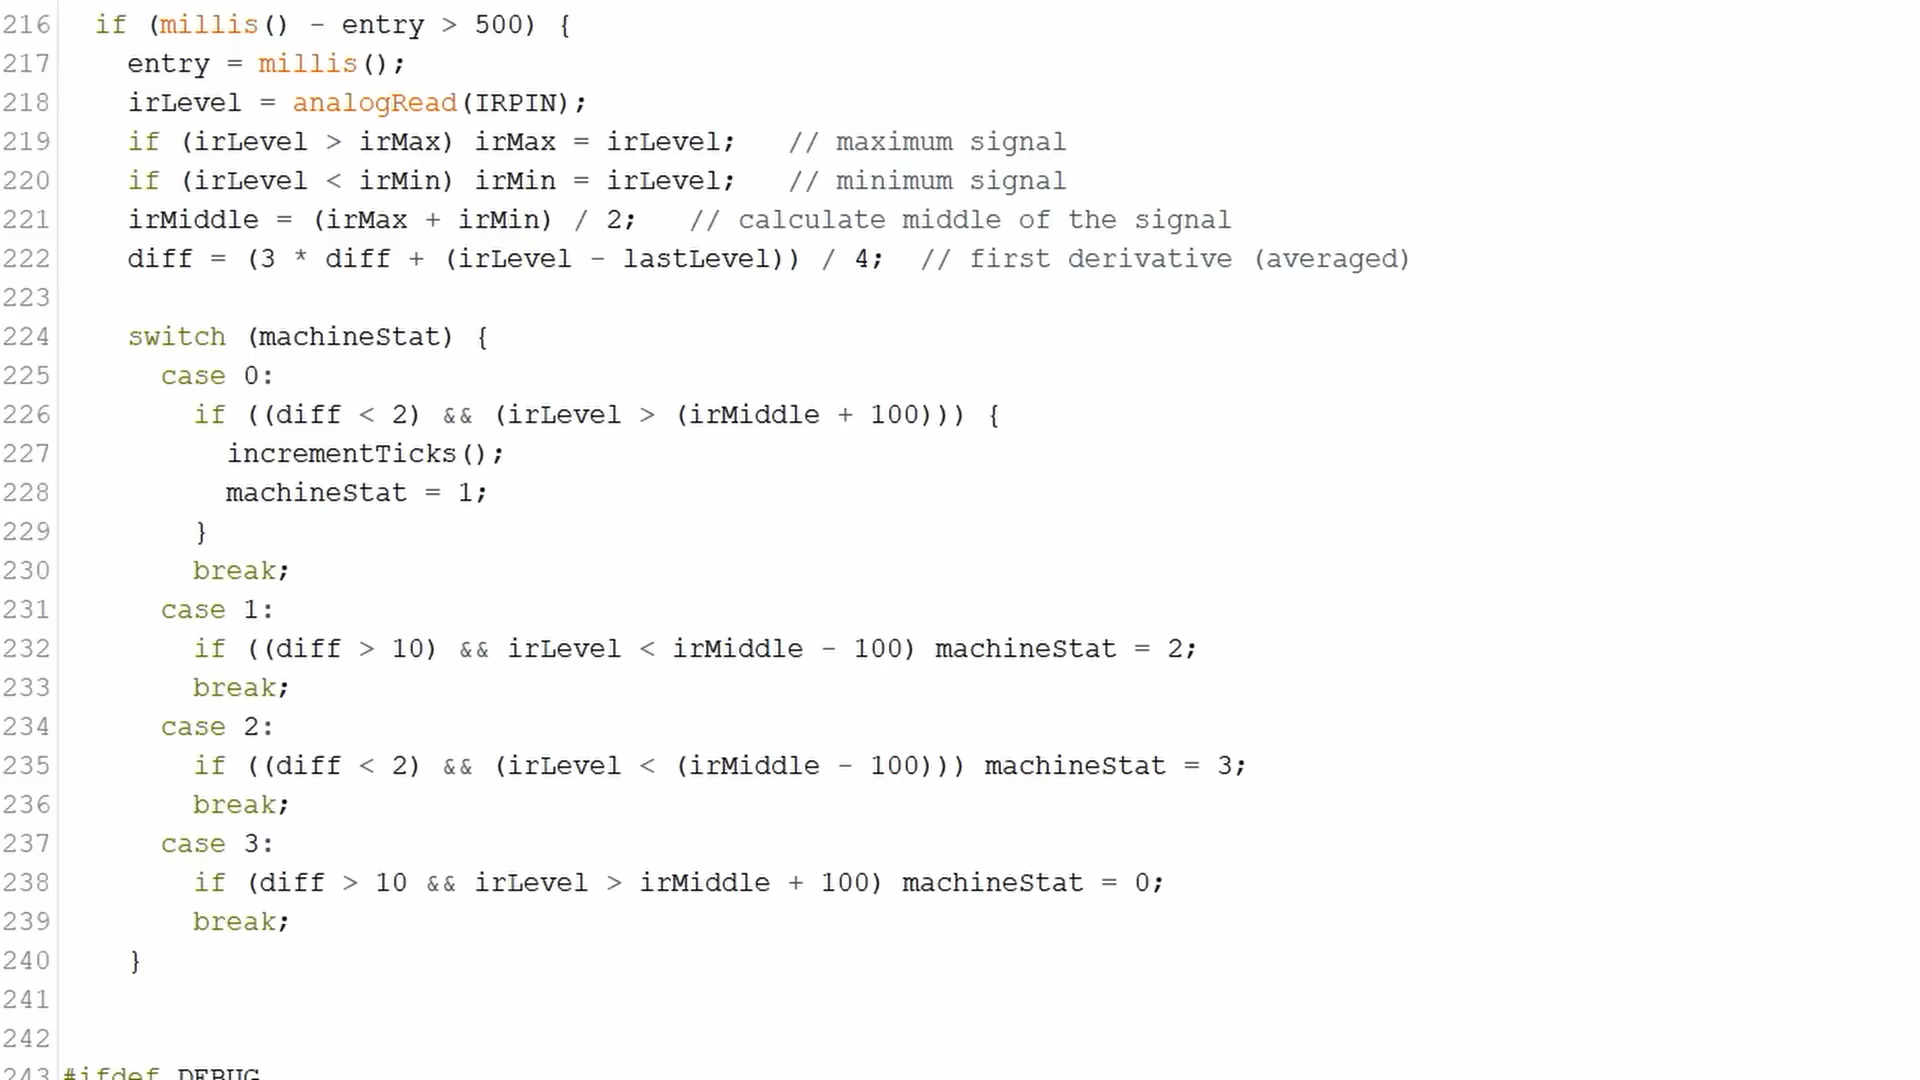 216 if (millis() - entry > 500) {
217 entry = millis();
218 irLevel = analogRead(IRPIN);
219 if (irLevel > irMax) irMax = irLevel; // maximum signal
220 if (irLevel < irMin) irMin = irLevel; // minimum signal
221 irMiddle = (irMax + irMin) / 2; // calculate middle of the signal
222 diff = (3 * diff + (irLevel - lastLevel)) / 4; // first derivative (averaged)
223
224 switch (machineStat) {
225 case 0:
226 if ((diff < 2) && (irLevel > (irMiddle + 100))) {
227 incrementTicks();
228 machineStat = 1;
229 }
230 break;
231 case 1:
232 if ((diff > 10) && irLevel < irMiddle - 100) machineStat = 2;
233 break;
234 case 2:
235 if ((diff < 2) && (irLevel < (irMiddle - 100))) machineStat = 3;
236 break;
237 case 3:
238 if (diff > 10 && irLevel > irMiddle + 100) machineStat = 0;
239 break;
240 }
241
242
243 #ifdef DEBUG